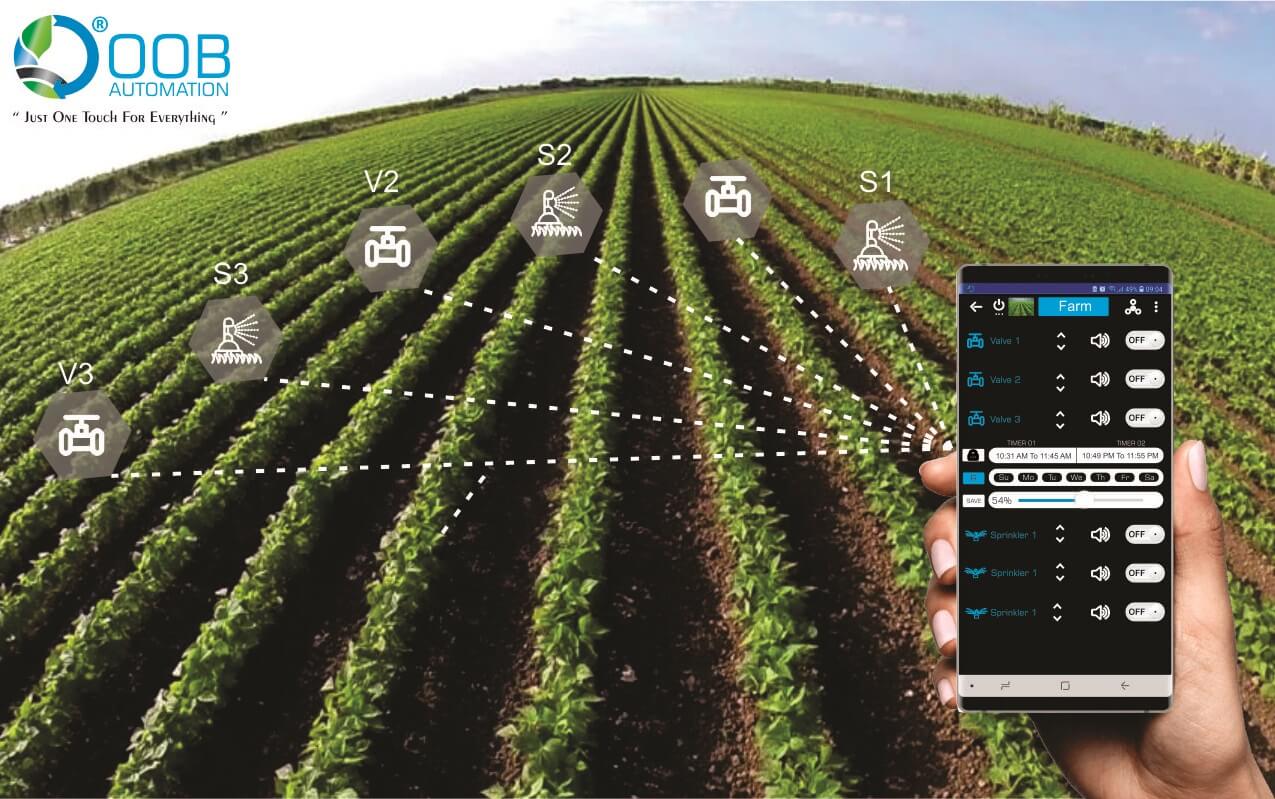 ®
OOB
AUTOMATION
“ Just One Touch For Everything ”
S2
V2
S1
S3
V3
49% 09:04
Farm
Valve 1
OFF
Valve 2
OFF
Valve 3
OFF
TIMER 01
TIMER 02
10:31 AM To 11:45 AM
10:49 PM To 11:55 PM
Su Mo Tu We Th Fr Sa
SAVE
54%
Sprinkler 1
OFF
Sprinkler 1
OFF
Sprinkler 1
OFF